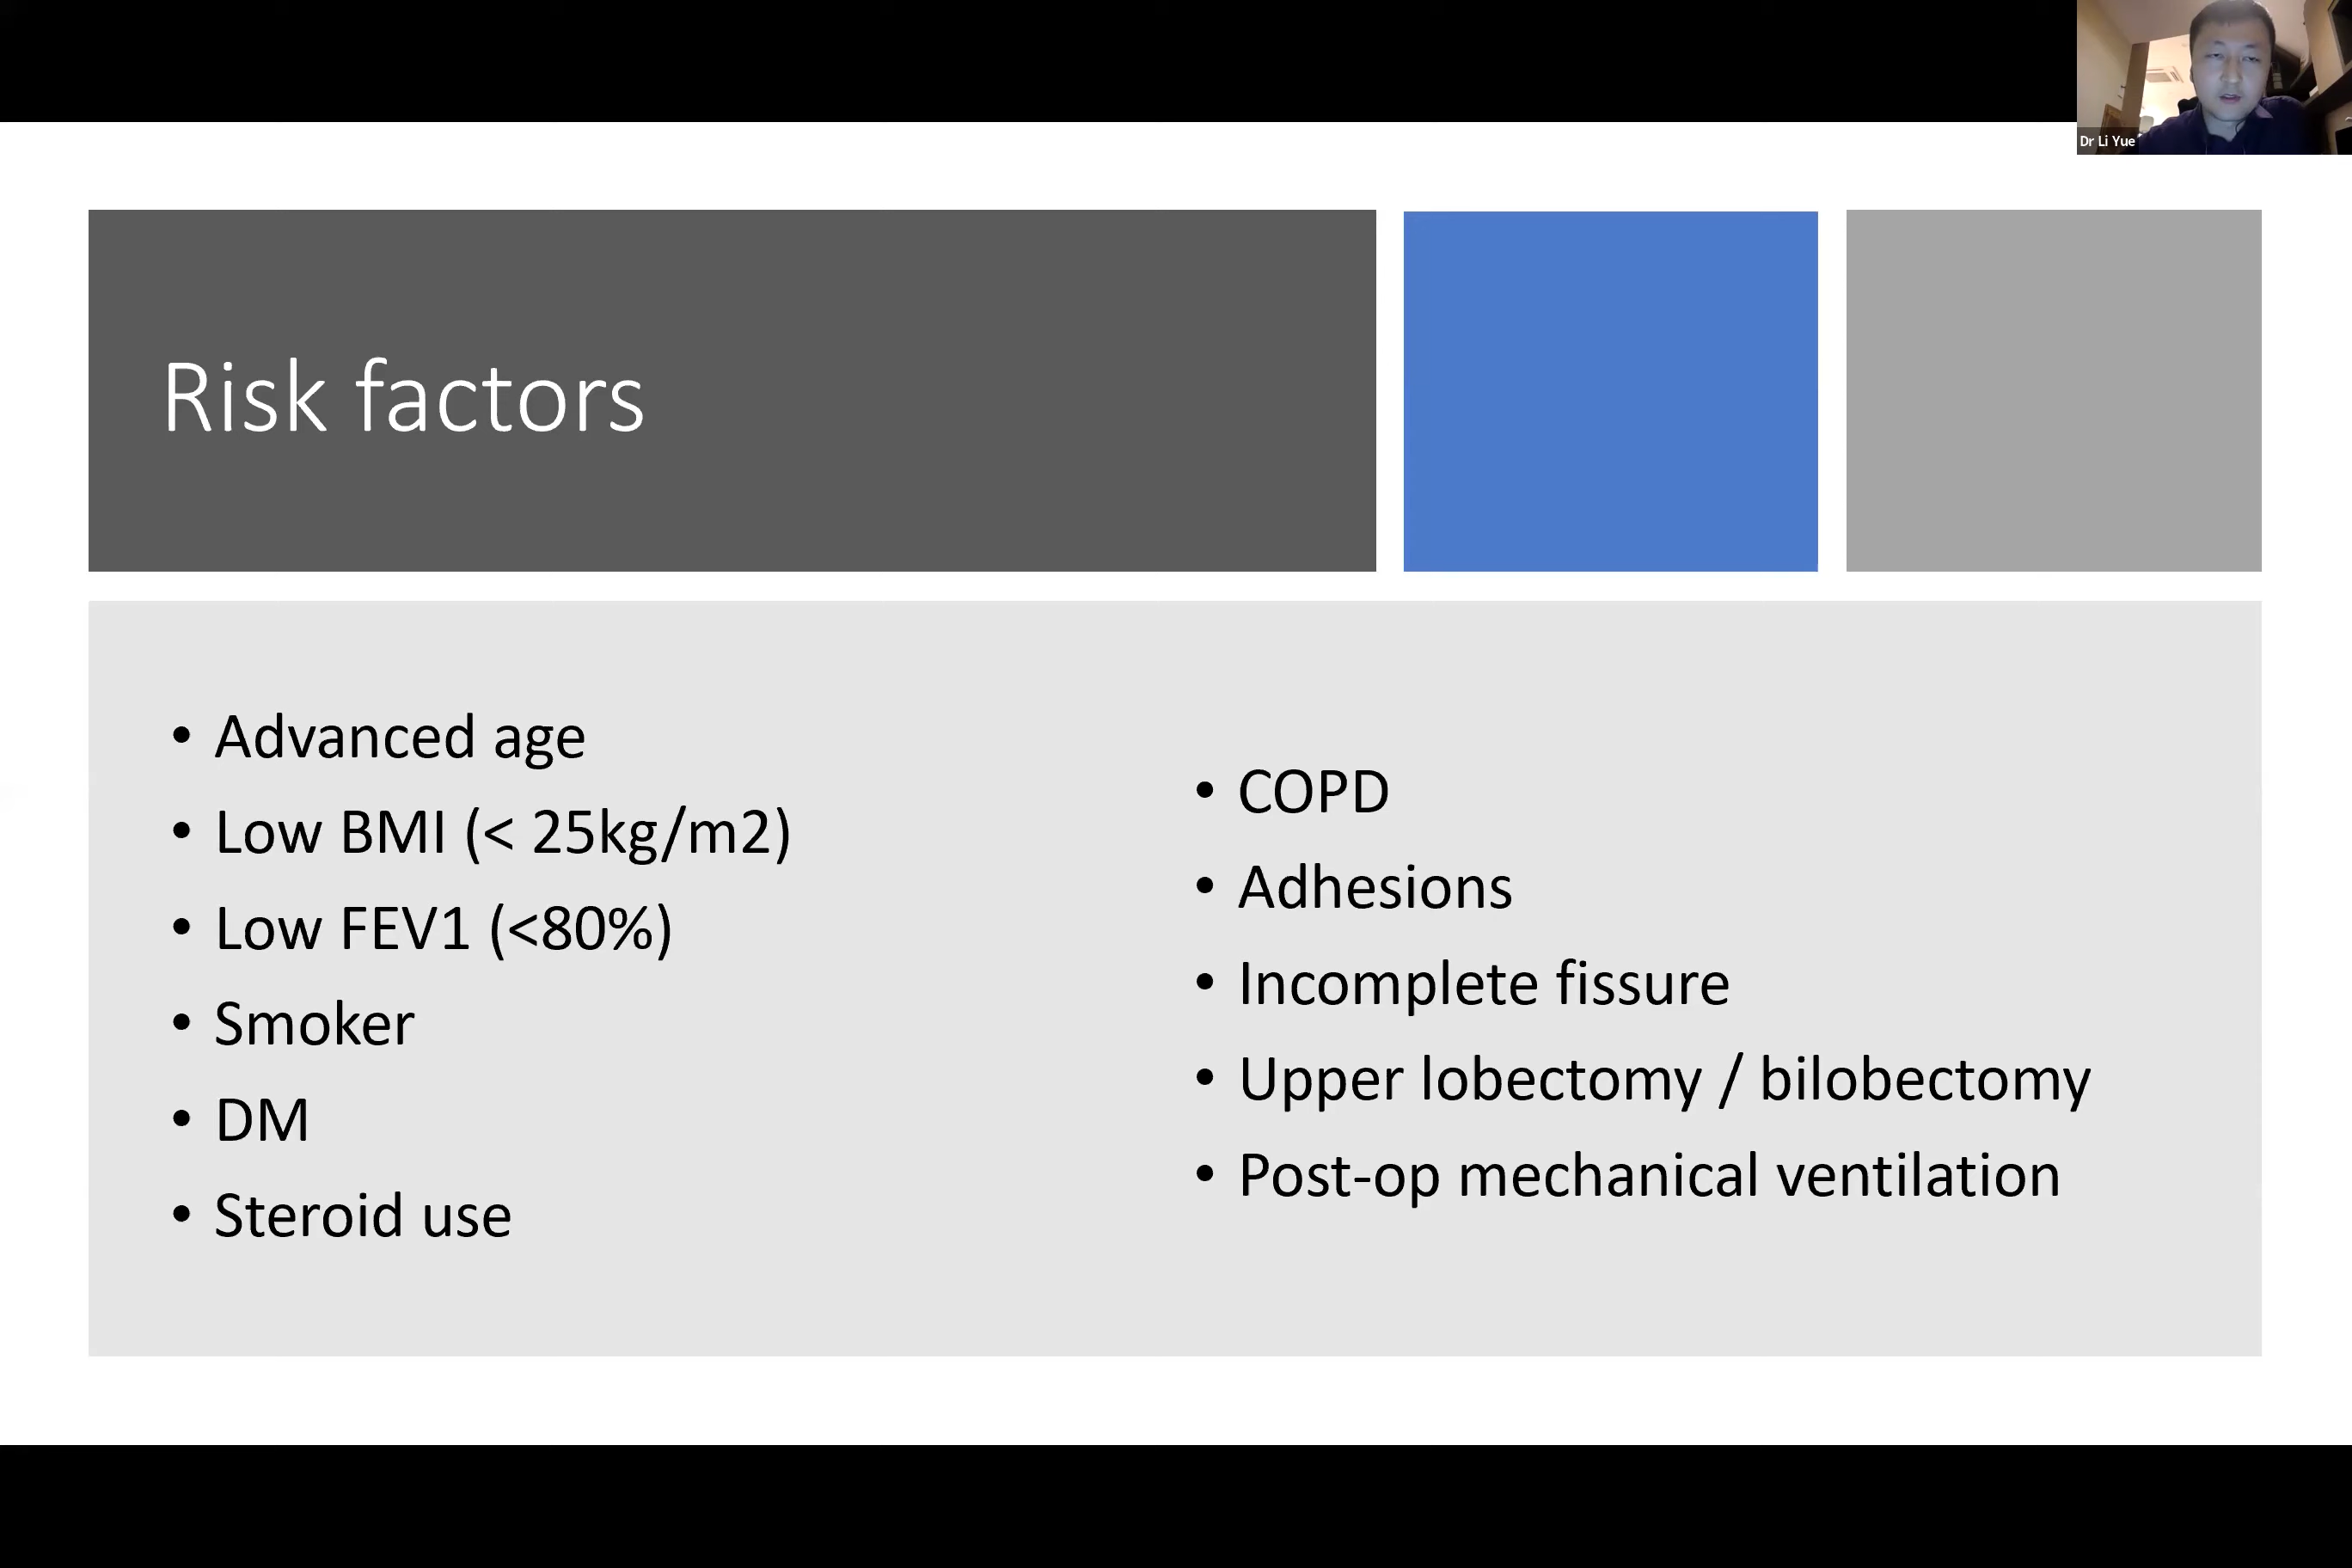 Dr Li Yue
Risk factors
• Advanced age
• Low BMI (< 25kg/m2)
• Low FEV1 (<80%)
• Smoker
• DM
• Steroid use
• COPD
• Adhesions
• Incomplete fissure
• Upper lobectomy / bilobectomy
• Post-op mechanical ventilation